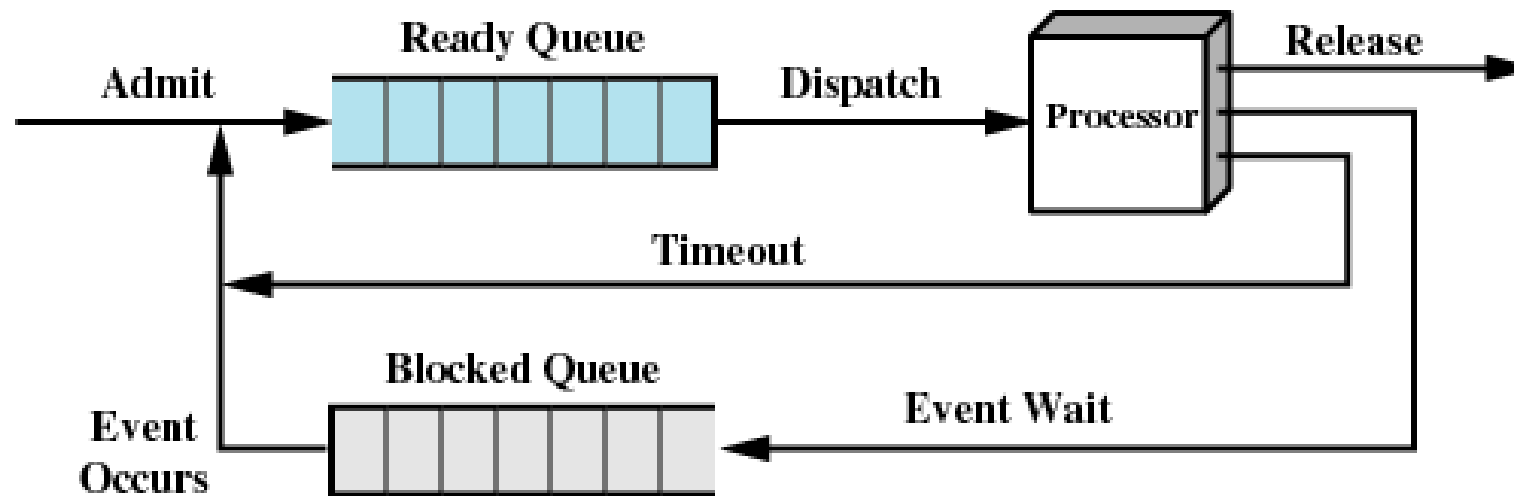 Ready Queue
Admit
Dispatch
Processor
Release
Timeout
Blocked Queue
Event Wait
Event
Occurs